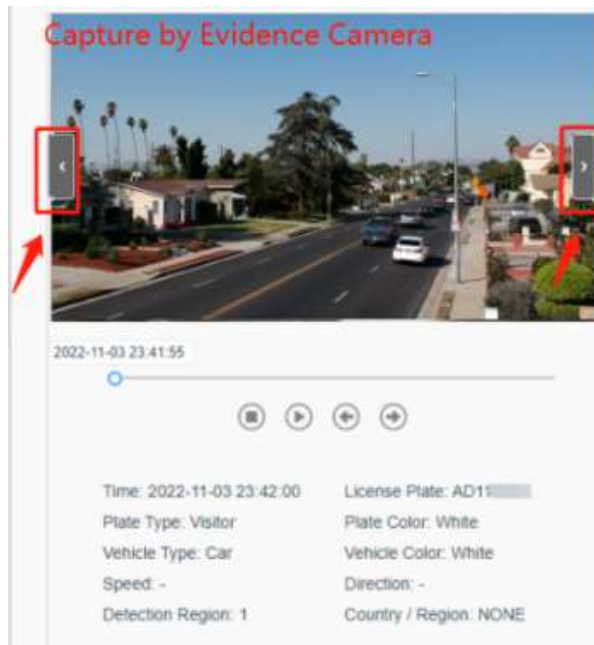 Capture by Evidence Camera
2022-11-03 23:41:55
Time: 2022-11-03 23:42:00
License Plate: AD11
Plate Type: Visitor
Plate Color: White
Vehicle Type: Car
Vehicle Color: White
Speed: -
Direction: -
Detection Region: 1
Country / Region: NONE